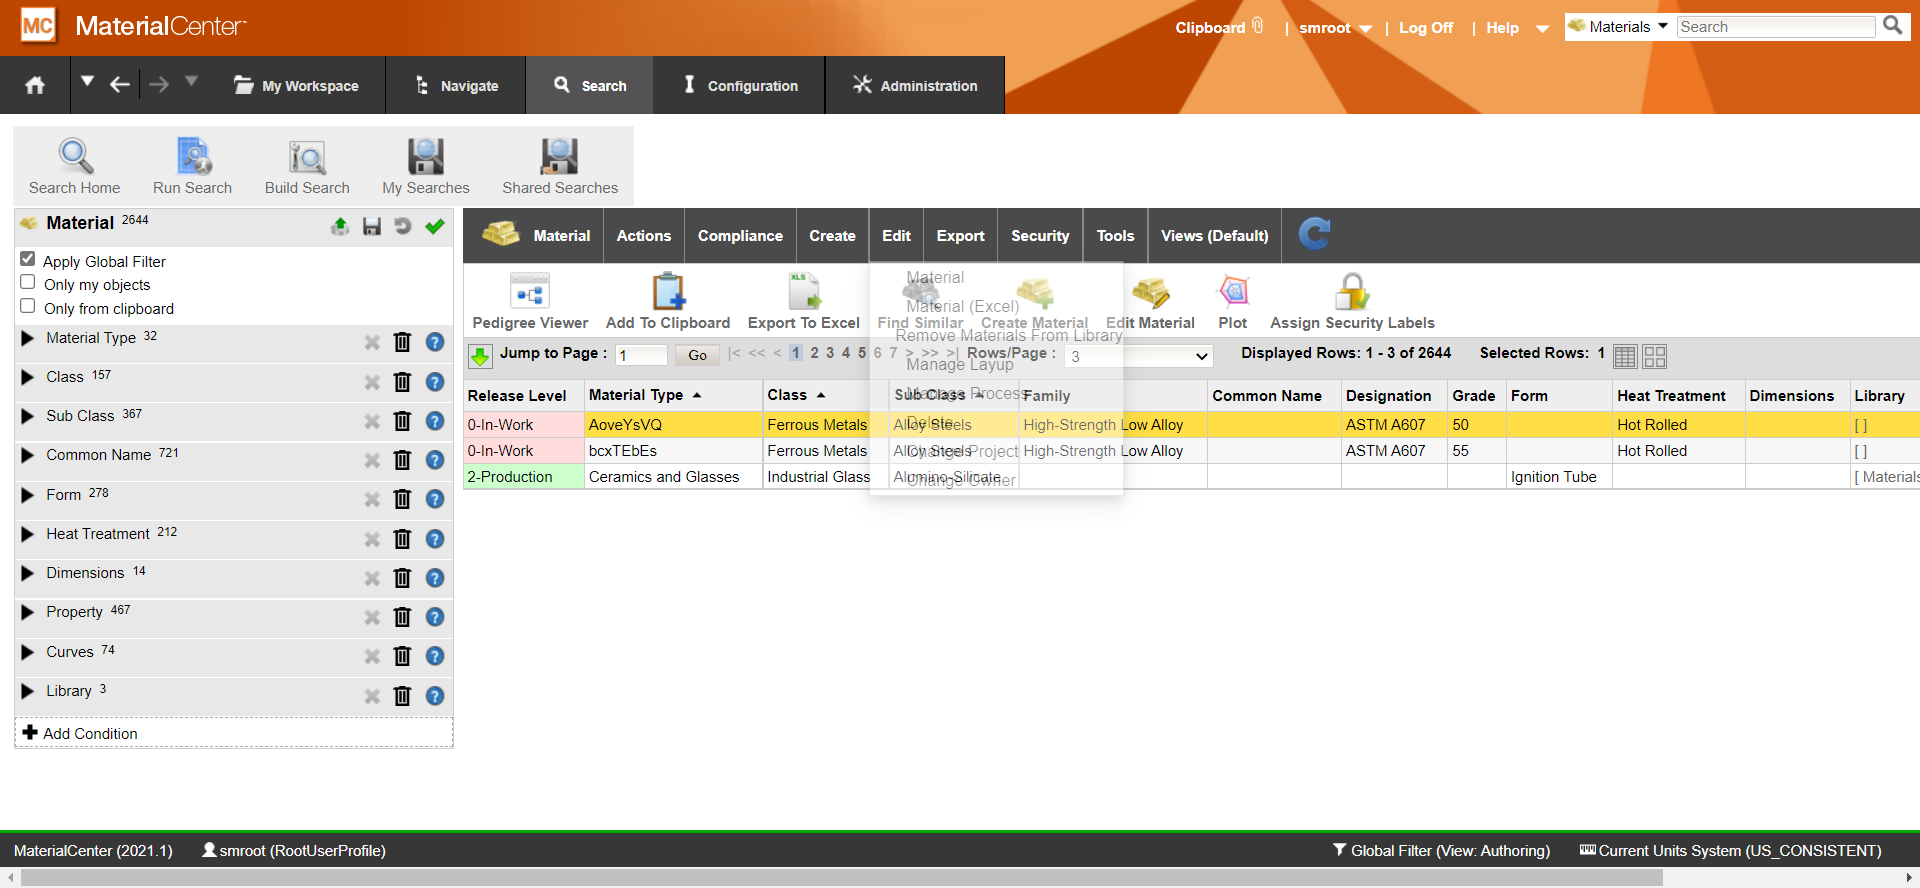 MC MaterialCenter
Clipboard | smroot | Log Off | Help
Materials Search
My Workspace Navigate Search Configuration Administration
Search Home Run Search Build Search My Searches Shared Searches
Material 2644
Apply Global Filter
Only my objects
Only from clipboard
Material Type 32
Class 157
Sub Class 367
Common Name 721
Form 278
Heat Treatment 212
Dimensions 14
Property 467
Curves 74
Library 3
Add Condition
Material Actions Compliance Create Edit Export Security Tools Views (Default)
Pedigree Viewer Add To Clipboard Export To Excel Find Similar Create Material Edit Material Plot Assign Security Labels
Material
Material (Excel)
Remove Materials From Library
Manage Layup
Manage Process
Delete
Change Project
Change Owner
Jump to Page : 1 Go |< << < 1 2 3 4 5 6 7 > >> >| Rows/Page : 3 Displayed Rows: 1 - 3 of 2644 Selected Rows: 1
Release Level Material Type Class Sub Class Family Common Name Designation Grade Form Heat Treatment Dimensions Library
0-In-Work AoveYsVQ Ferrous Metals Alloy Steels High-Strength Low Alloy ASTM A607 50 Hot Rolled [ ]
0-In-Work bcxTEbEs Ferrous Metals Alloy Steels High-Strength Low Alloy ASTM A607 55 Hot Rolled [ ]
2-Production Ceramics and Glasses Industrial Glass Alumino-Silicate Ignition Tube [ Materials
MaterialCenter (2021.1) smroot (RootUserProfile) Global Filter (View: Authoring) Current Units System (US_CONSISTENT)